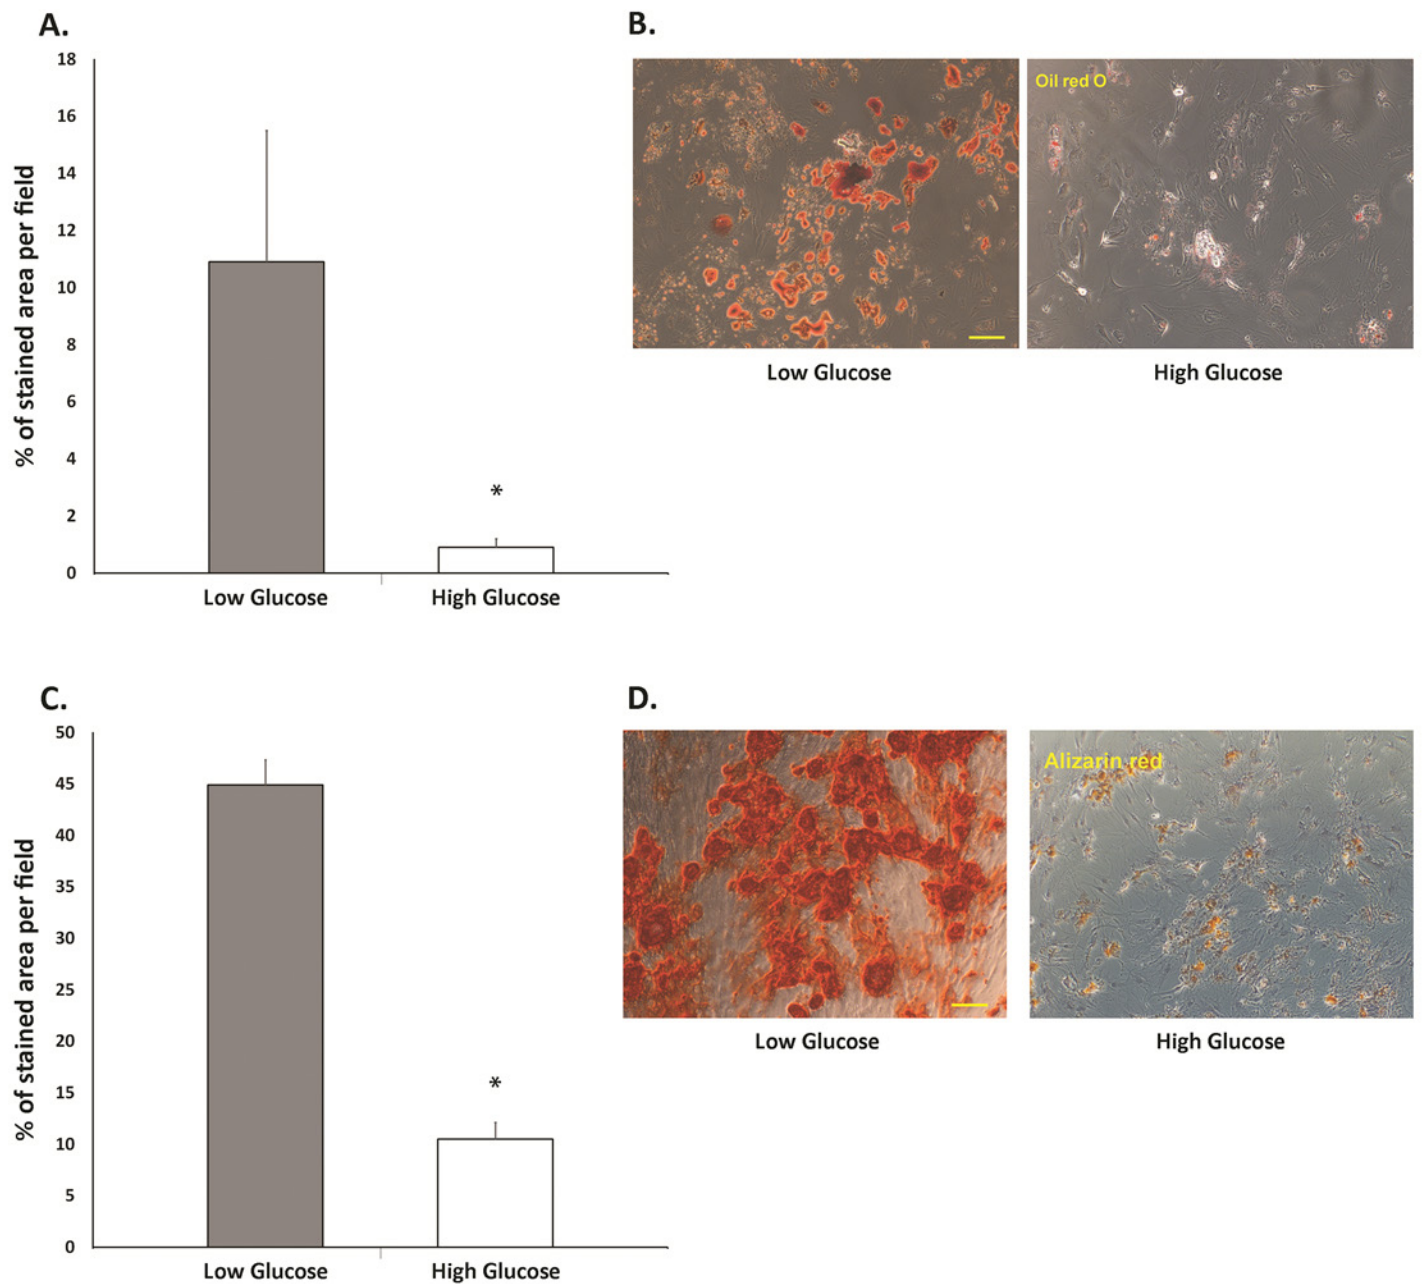 A.
% of stained area per field
18
16
14
12
10
8
6
4
2
0
*
Low Glucose
High Glucose
B.
Oil red O
Low Glucose
High Glucose
C.
% of stained area per field
50
45
40
35
30
25
20
15
10
5
0
*
Low Glucose
High Glucose
D.
Alizarin red
Low Glucose
High Glucose